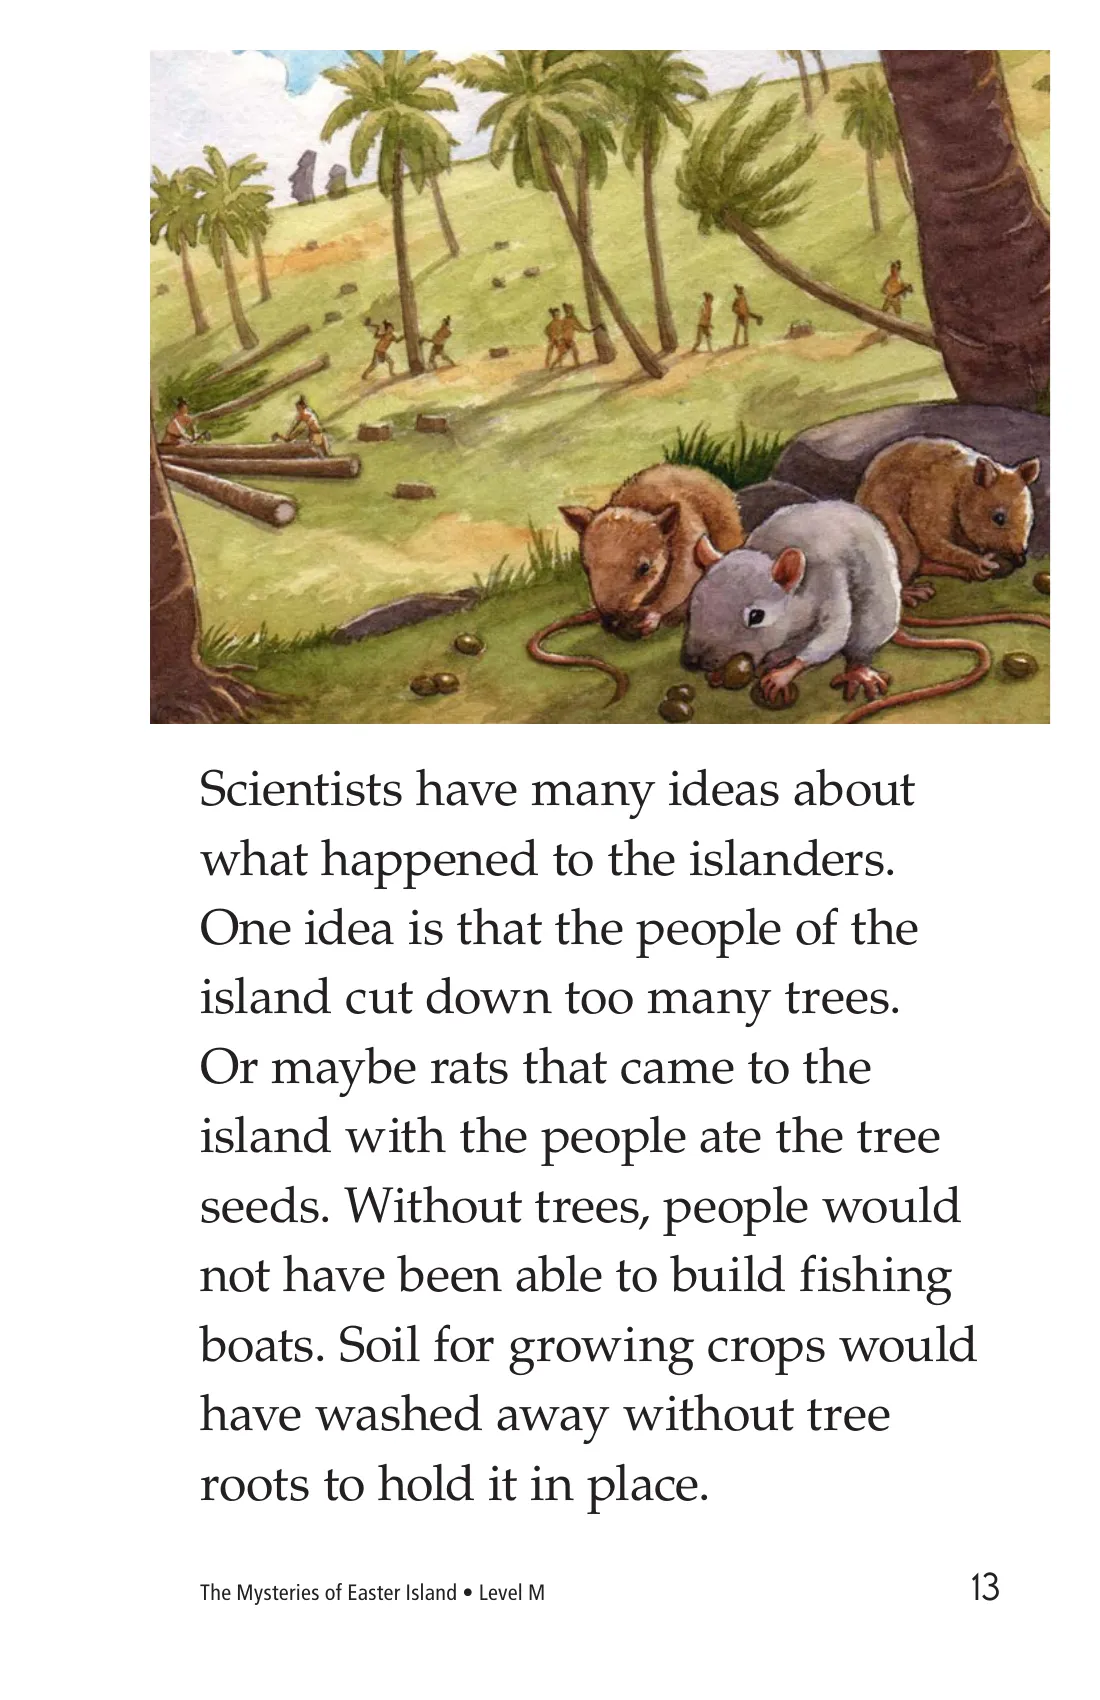 Scientists have many ideas about
what happened to the islanders.
One idea is that the people of the
island cut down too many trees.
Or maybe rats that came to the
island with the people ate the tree
seeds. Without trees, people would
not have been able to build fishing
boats. Soil for growing crops would
have washed away without tree
roots to hold it in place.
The Mysteries of Easter Island • Level M 13